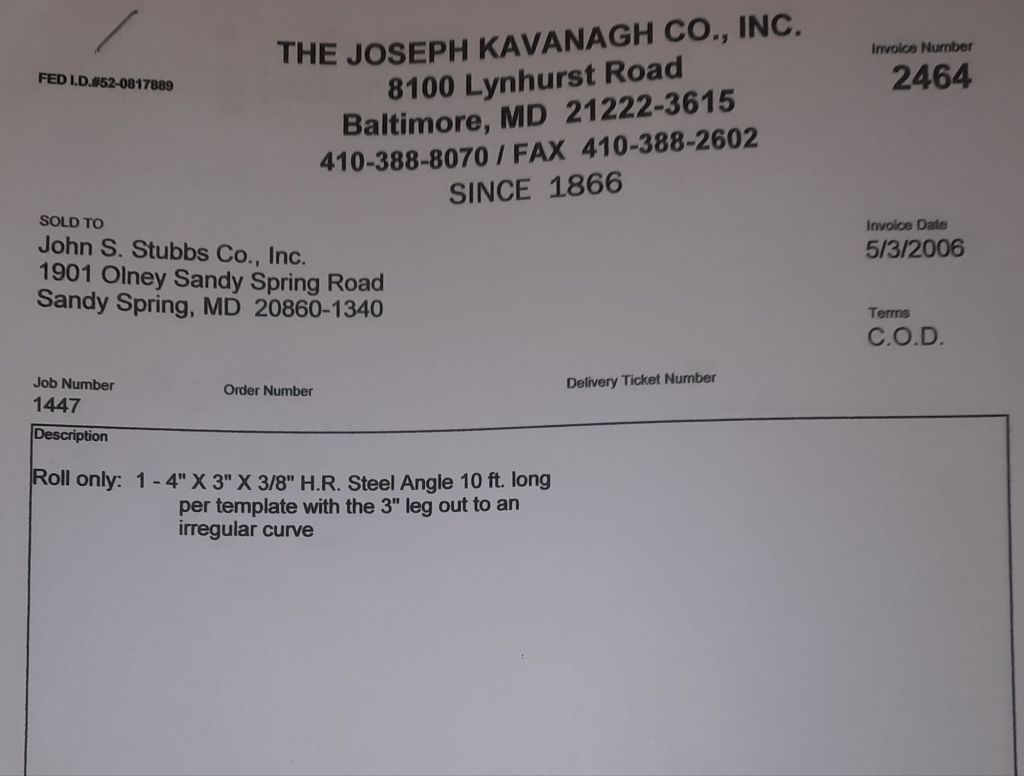 THE JOSEPH KAVANAGH CO., INC.
8100 Lynhurst Road
Baltimore, MD 21222-3615
410-388-8070 / FAX 410-388-2602
SINCE 1866
FED I.D.#52-0817889
Invoice Number
2464
SOLD TO
John S. Stubbs Co., Inc.
1901 Olney Sandy Spring Road
Sandy Spring, MD 20860-1340
Invoice Date
5/3/2006
Terms
C.O.D.
Job Number
1447
Order Number
Delivery Ticket Number
Description
Roll only: 1 - 4" X 3" X 3/8" H.R. Steel Angle 10 ft. long
per template with the 3" leg out to an
irregular curve